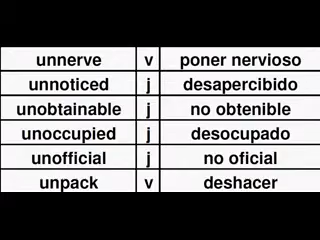 unnerve v poner nervioso
unnoticed j desapercibido
unobtainable j no obtenible
unoccupied j desocupado
unofficial j no oficial
unpack v deshacer